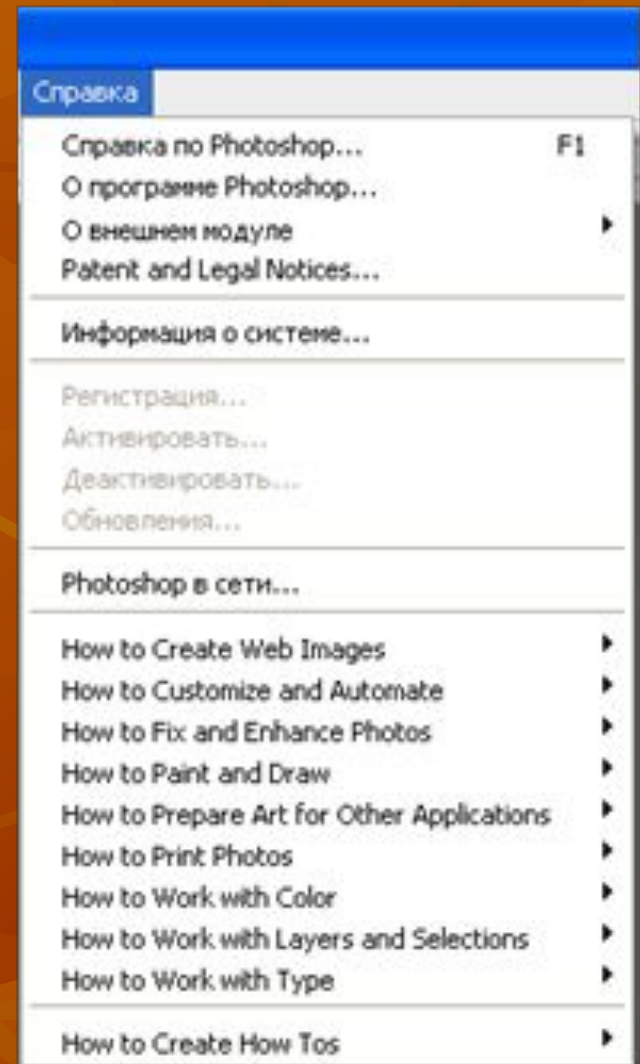 Справка
Справка по Photoshop... F1
О программе Photoshop...
О внешнем модуле
Patent and Legal Notices...
Информация о системе...
Регистрация...
Активировать...
Деактивировать...
Обновления...
Photoshop в сети...
How to Create Web Images
How to Customize and Automate
How to Fix and Enhance Photos
How to Paint and Draw
How to Prepare Art for Other Applications
How to Print Photos
How to Work with Color
How to Work with Layers and Selections
How to Work with Type
How to Create How Tos